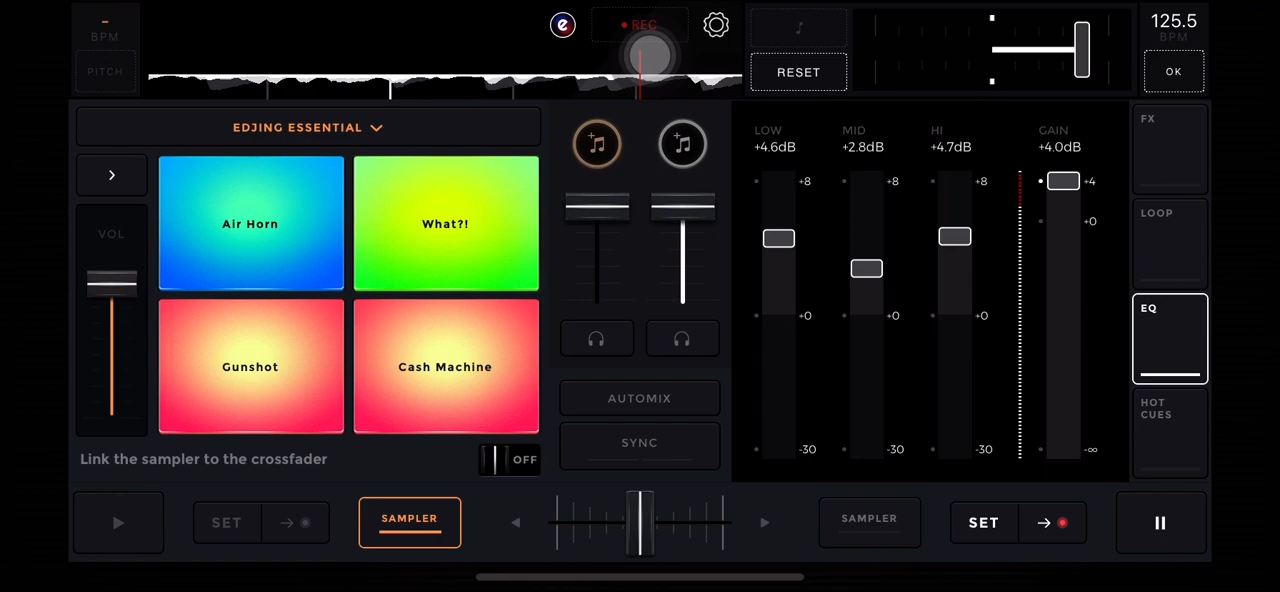 -
BPM
PITCH
e
REC
♪
RESET
125.5
BPM
OK
EDJING ESSENTIAL
VOL
Air Horn
What?!
Gunshot
Cash Machine
Link the sampler to the crossfader
OFF
AUTOMIX
SYNC
LOW
+4.6dB
MID
+2.8dB
HI
+4.7dB
GAIN
+4.0dB
+8
+8
+8
+4
+0
+0
+0
+0
-30
-30
-30
-∞
FX
LOOP
EQ
HOT
CUES
SET
SAMPLER
SAMPLER
SET